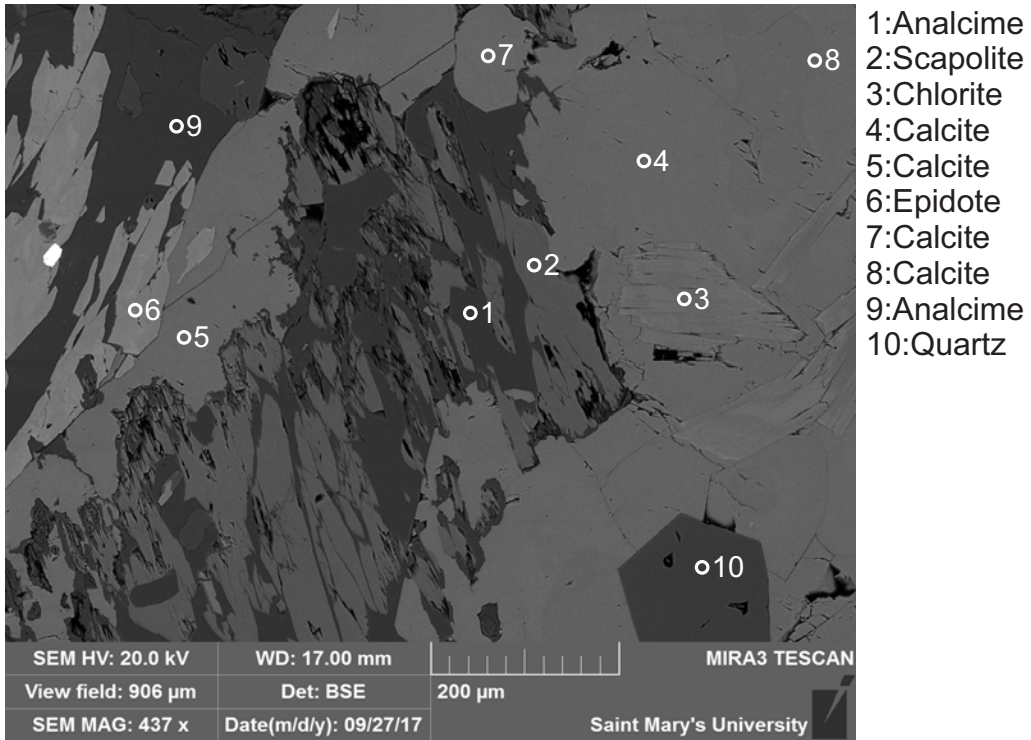 1:Analcime
2:Scapolite
3:Chlorite
4:Calcite
5:Calcite
6:Epidote
7:Calcite
8:Calcite
9:Analcime
10:Quartz
7
8
9
4
2
3
6
1
5
10
SEM HV: 20.0 kV WD: 17.00 mm MIRA3 TESCAN
View field: 906 µm Det: BSE 200 µm
SEM MAG: 437 x Date(m/d/y): 09/27/17 Saint Mary's University